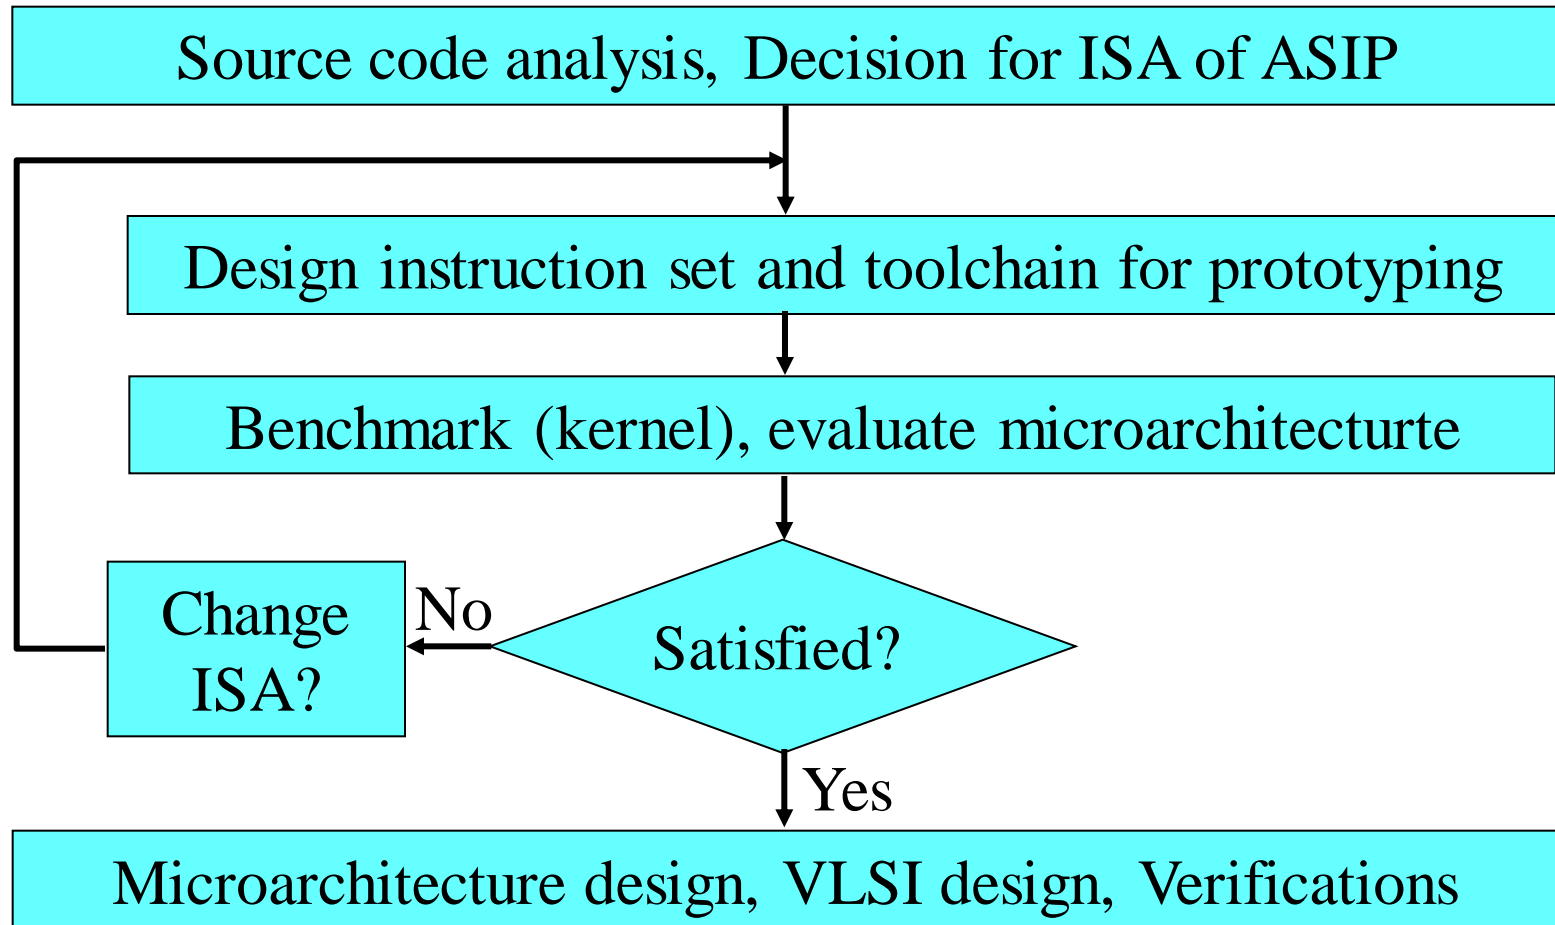 Source code analysis, Decision for ISA of ASIP
Design instruction set and toolchain for prototyping
Benchmark (kernel), evaluate microarchitecturte
Change
ISA?
No
Satisfied?
Yes
Microarchitecture design, VLSI design, Verifications